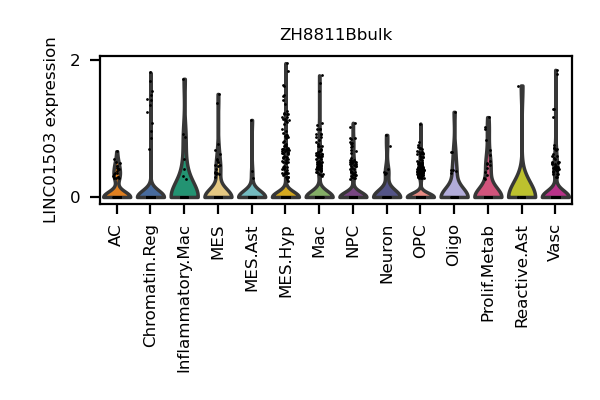 ZH8811Bbulk
LINC01503 expression
2
0
AC
Chromatin.Reg
Inflammatory.Mac
MES
MES.Ast
MES.Hyp
Mac
NPC
Neuron
OPC
Oligo
Prolif.Metab
Reactive.Ast
Vasc